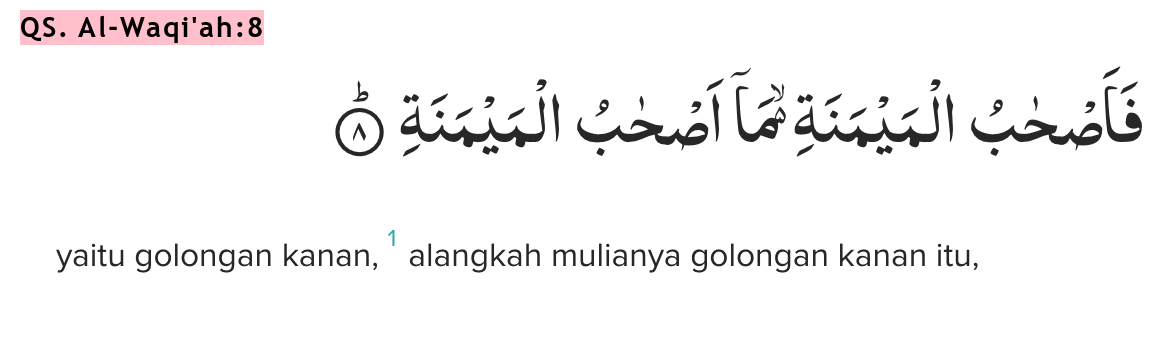 QS. Al-Waqi'ah:8
فَاَصْحٰبُ الْمَيْمَنَةِ ەۙ مَآ اَصْحٰبُ الْمَيْمَنَةِۗ ۝٨
yaitu golongan kanan, 1 alangkah mulianya golongan kanan itu,